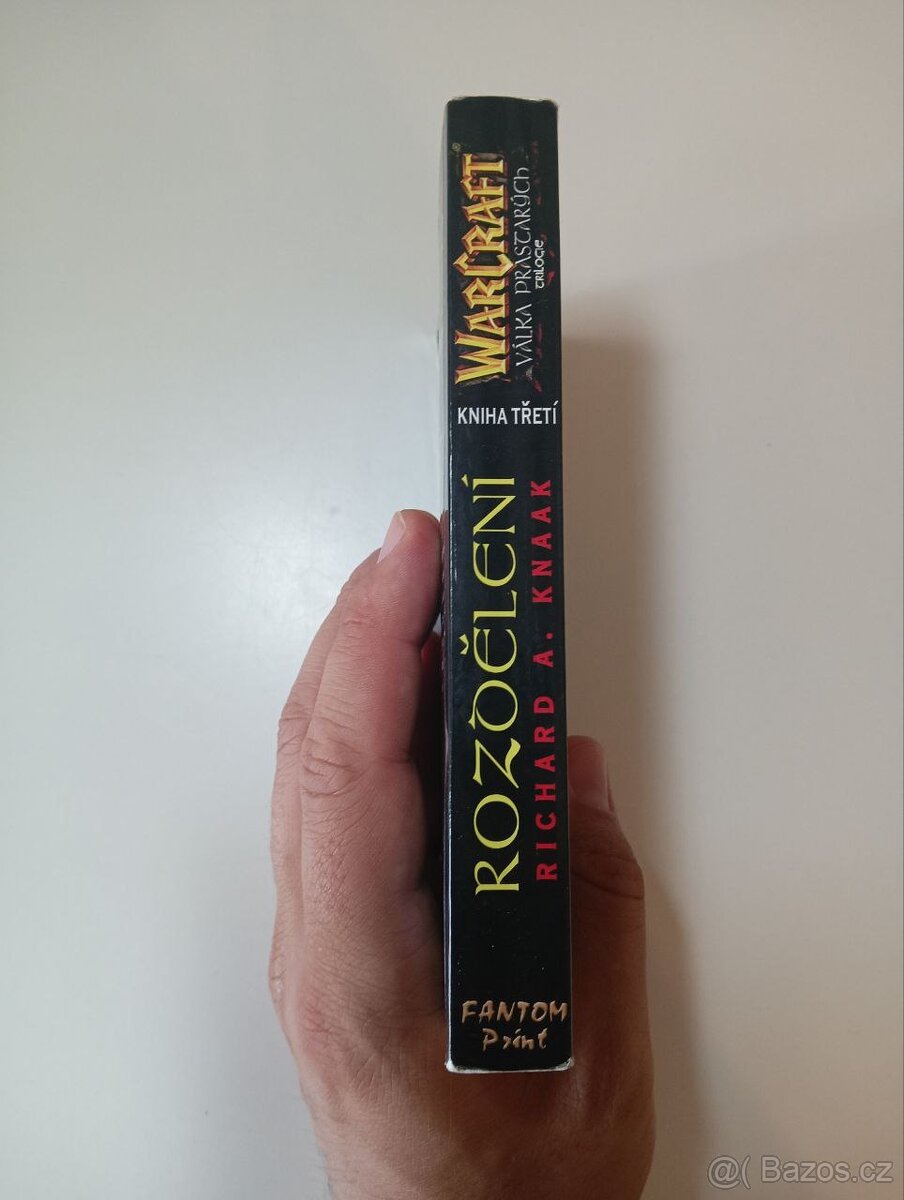 WARCRAFT®
VÁLKA PRASTARÝCH
TRILOGIE
KNIHA TŘETÍ
ROZDĚLENÍ
RICHARD A. KNAAK
FANTOM
Print
@( Bazos.cz